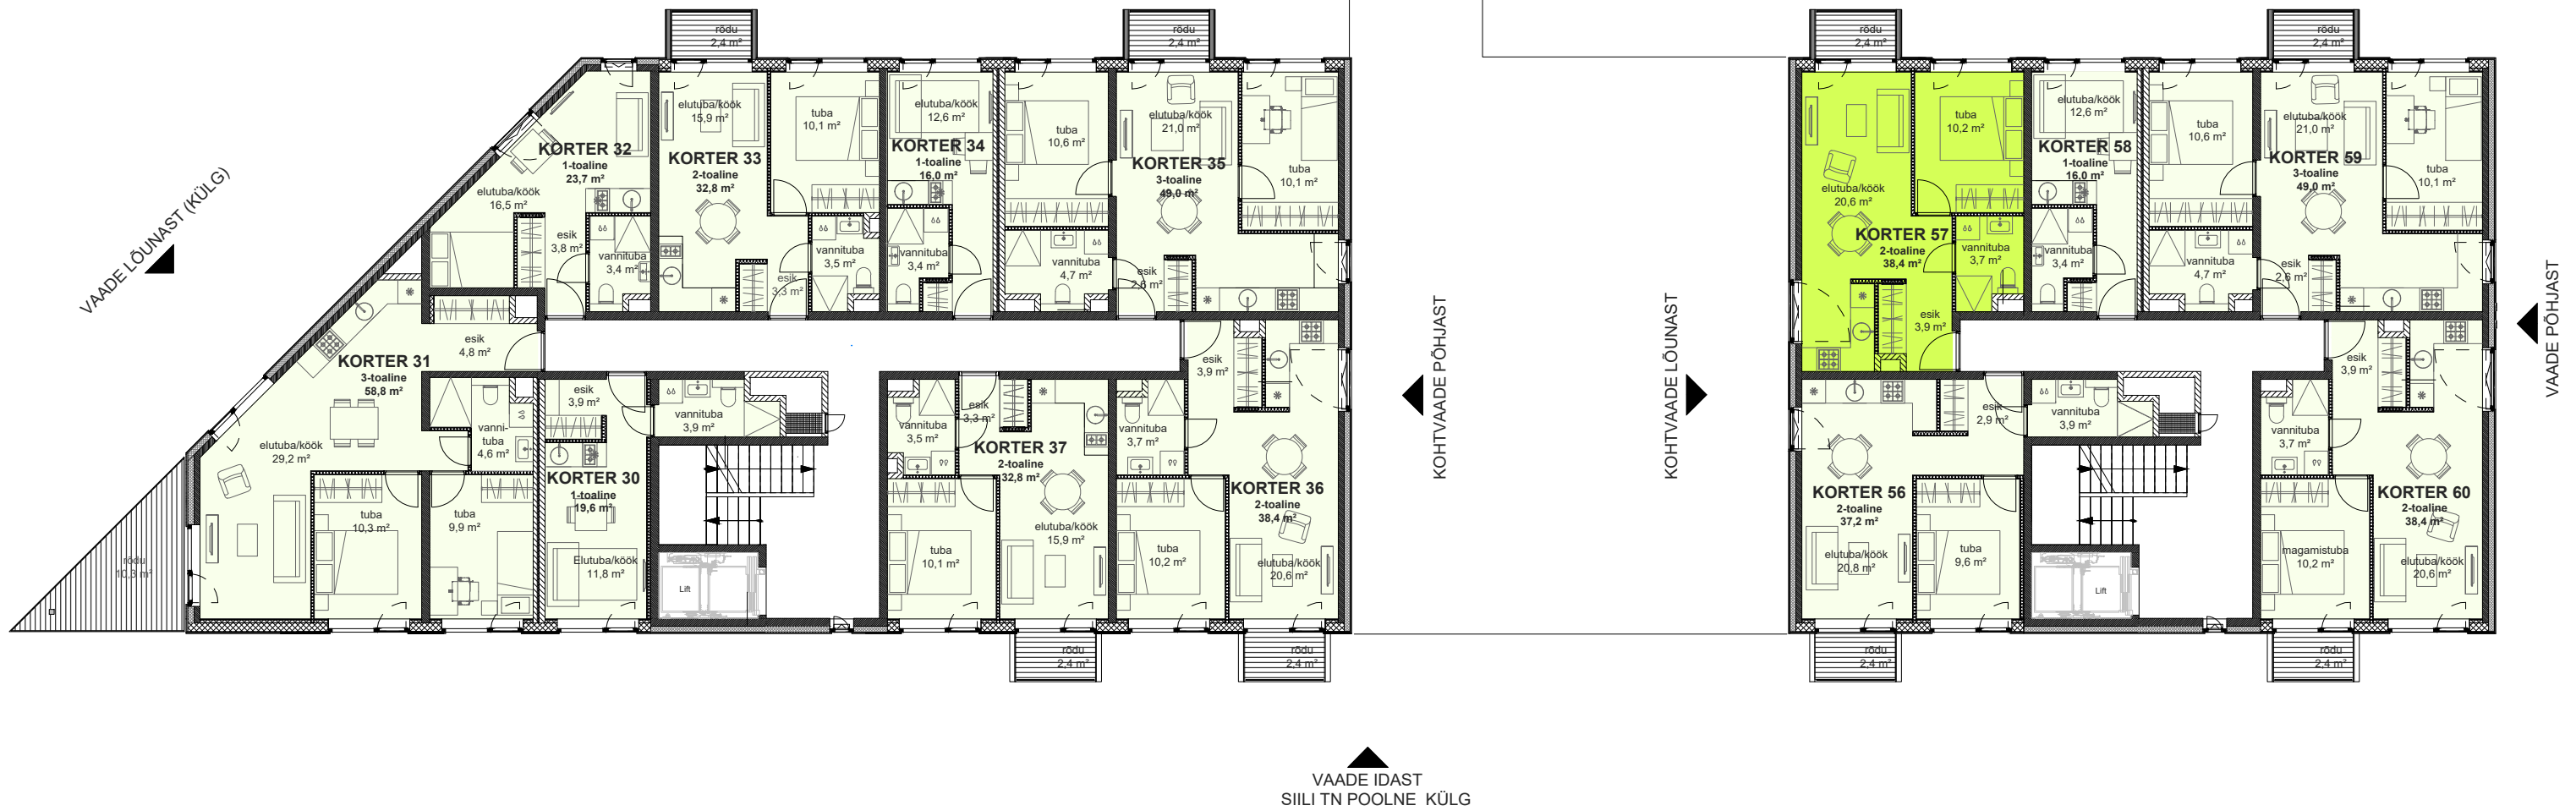 rõdu
2,4 m²
rõdu
2,4 m²
rõdu
2,4 m²
rõdu
2,4 m²
VAADE LÕUNAST (KÜLG)
KORTER 32
1-toaline
23,7 m²
elutuba/köök
16,5 m²
esik
3,8 m²
vannituba
3,4 m²
KORTER 33
2-toaline
32,8 m²
elutuba/köök
15,9 m²
tuba
10,1 m²
esik
3,3 m²
vannituba
3,5 m²
KORTER 34
1-toaline
16,0 m²
elutuba/köök
12,6 m²
vannituba
3,4 m²
KORTER 35
3-toaline
49,0 m²
tuba
10,6 m²
elutuba/köök
21,0 m²
tuba
10,1 m²
vannituba
4,7 m²
esik
2,6 m²
KORTER 31
3-toaline
58,8 m²
esik
4,8 m²
vanni-
tuba
4,6 m²
elutuba/köök
29,2 m²
tuba
10,3 m²
tuba
9,9 m²
rõdu
10,3 m²
KORTER 30
1-toaline
19,6 m²
esik
3,9 m²
vannituba
3,9 m²
Elutuba/köök
11,8 m²
Lift
KORTER 37
2-toaline
32,8 m²
vannituba
3,5 m²
esik
3,3 m²
tuba
10,1 m²
elutuba/köök
15,9 m²
rõdu
2,4 m²
KORTER 36
2-toaline
38,4 m²
esik
3,9 m²
vannituba
3,7 m²
tuba
10,2 m²
elutuba/köök
20,6 m²
rõdu
2,4 m²
KOHTVAADE PÕHJAST
KOHTVAADE LÕUNAST
KORTER 57
2-toaline
38,4 m²
elutuba/köök
20,6 m²
tuba
10,2 m²
vannituba
3,7 m²
esik
3,9 m²
KORTER 58
1-toaline
16,0 m²
elutuba/köök
12,6 m²
vannituba
3,4 m²
KORTER 59
3-toaline
49,0 m²
tuba
10,6 m²
elutuba/köök
21,0 m²
tuba
10,1 m²
vannituba
4,7 m²
esik
2,6 m²
KORTER 56
2-toaline
37,2 m²
esik
2,9 m²
vannituba
3,9 m²
elutuba/köök
20,8 m²
tuba
9,6 m²
rõdu
2,4 m²
Lift
KORTER 60
2-toaline
38,4 m²
esik
3,9 m²
vannituba
3,7 m²
magamistuba
10,2 m²
elutuba/köök
20,6 m²
rõdu
2,4 m²
VAADE PÕHJAST
VAADE IDAST
SIILI TN POOLNE KÜLG